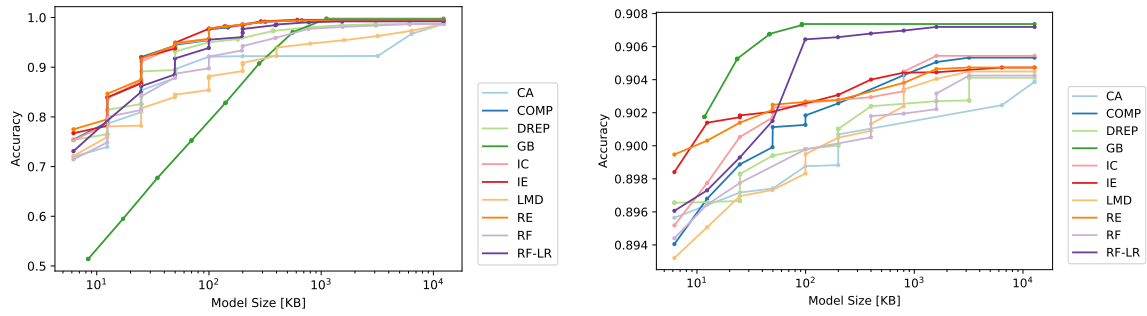 1.0
0.9
0.8
0.7
0.6
0.5
Accuracy
10¹ 10² 10³ 10⁴
Model Size [KB]
CA
COMP
DREP
GB
IC
IE
LMD
RE
RF
RF-LR
0.908
0.906
0.904
0.902
0.900
0.898
0.896
0.894
Accuracy
10¹ 10² 10³ 10⁴
Model Size [KB]
CA
COMP
DREP
GB
IC
IE
LMD
RE
RF
RF-LR